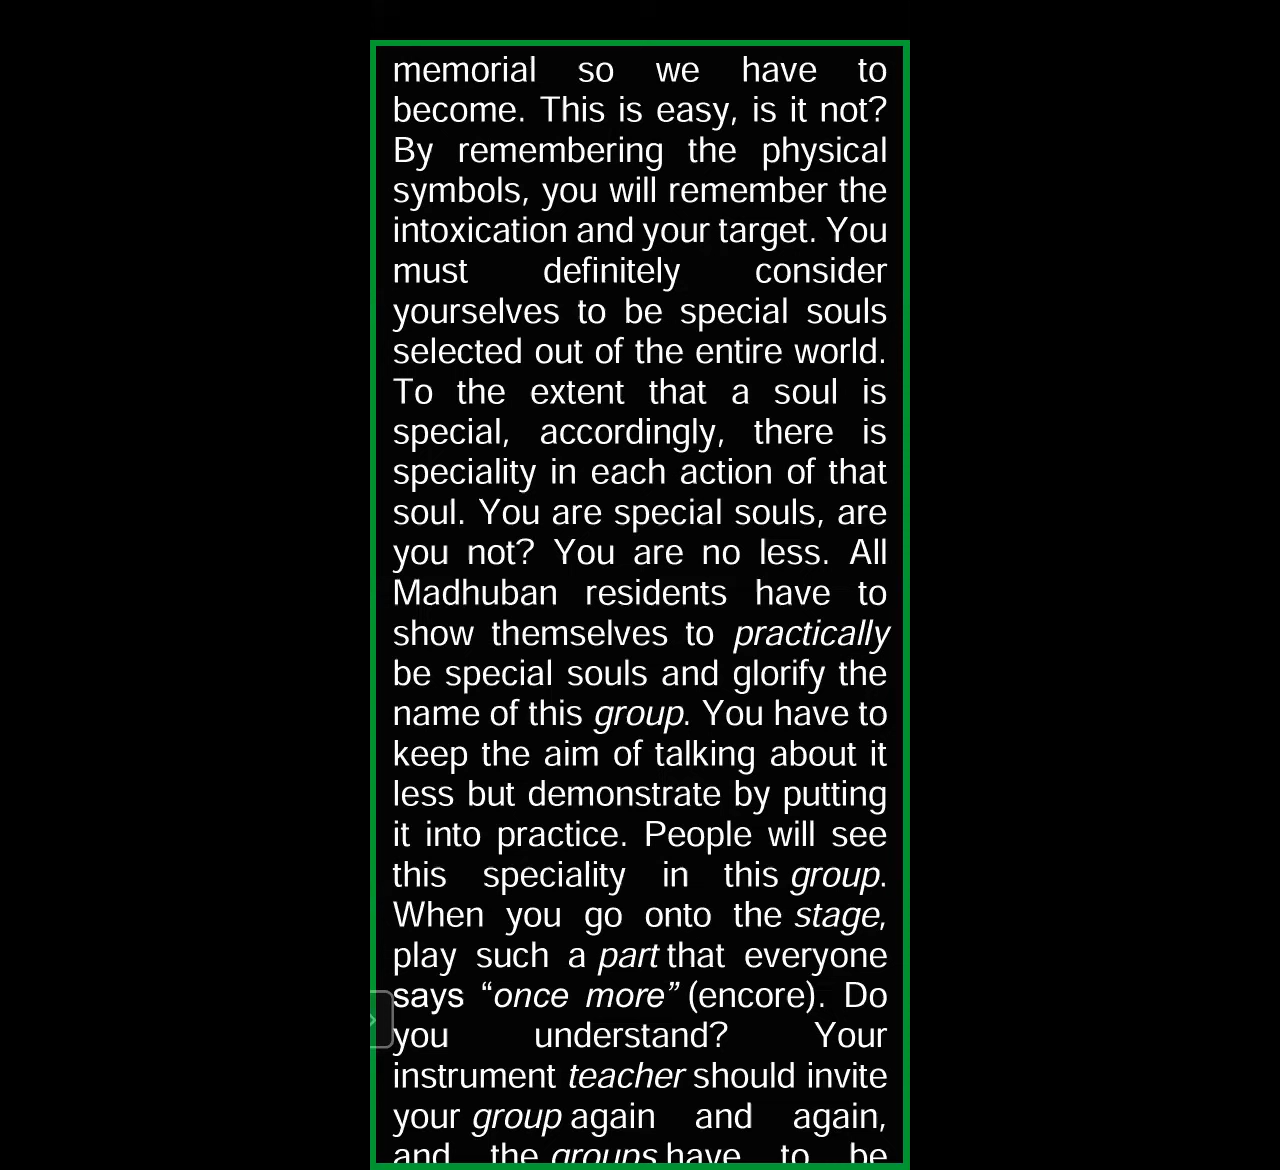 memorial so we have to
become. This is easy, is it not?
By remembering the physical
symbols, you will remember the
intoxication and your target. You
must definitely consider
yourselves to be special souls
selected out of the entire world.
To the extent that a soul is
special, accordingly, there is
speciality in each action of that
soul. You are special souls, are
you not? You are no less. All
Madhuban residents have to
show themselves to practically
be special souls and glorify the
name of this group. You have to
keep the aim of talking about it
less but demonstrate by putting
it into practice. People will see
this speciality in this group.
When you go onto the stage,
play such a part that everyone
says “once more” (encore). Do
you understand? Your
instrument teacher should invite
your group again and again,
and the groups have to be